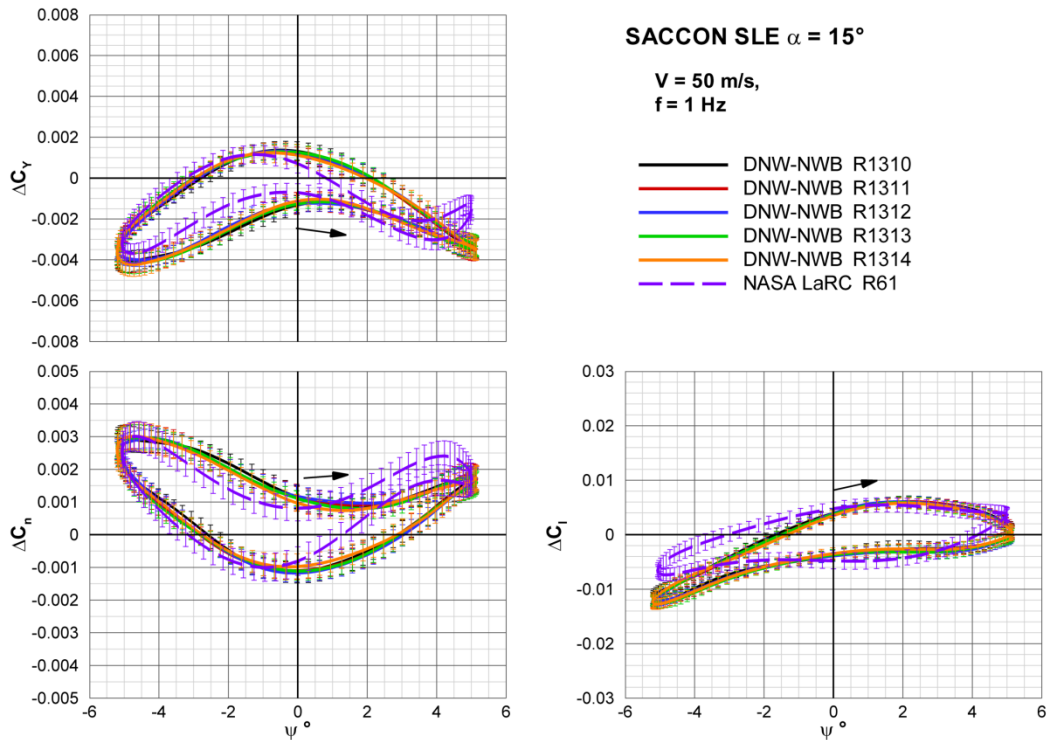 SACCON SLE α = 15°
V = 50 m/s,
f = 1 Hz
DNW-NWB R1310
DNW-NWB R1311
DNW-NWB R1312
DNW-NWB R1313
DNW-NWB R1314
NASA LaRC R61
0.008
0.006
0.004
0.002
0
-0.002
-0.004
-0.006
-0.008
ΔCY
0.005
0.004
0.003
0.002
0.001
0
-0.001
-0.002
-0.003
-0.004
-0.005
ΔCn
-6 -4 -2 0 2 4 6
ψ°
0.03
0.02
0.01
0
-0.01
-0.02
-0.03
ΔCl
-6 -4 -2 0 2 4 6
ψ°